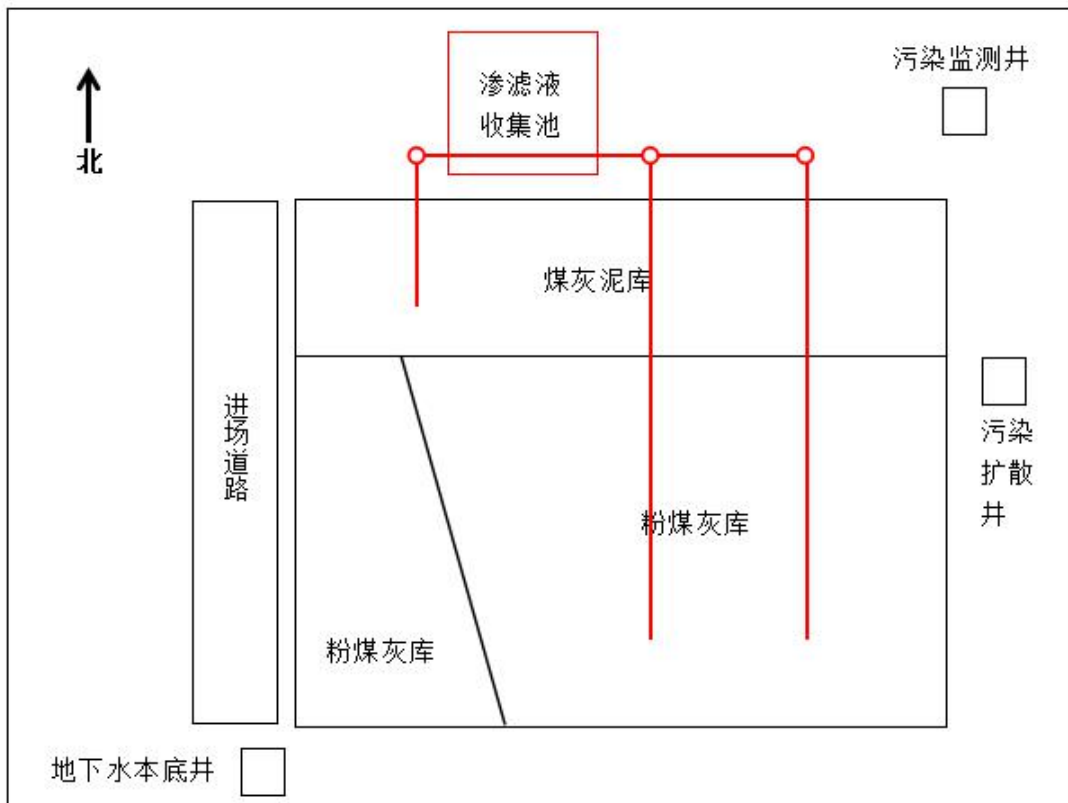 污染监测井
渗滤液
收集池
北
煤灰泥库
进场道路
污染
扩散
井
粉煤灰库
粉煤灰库
地下水本底井